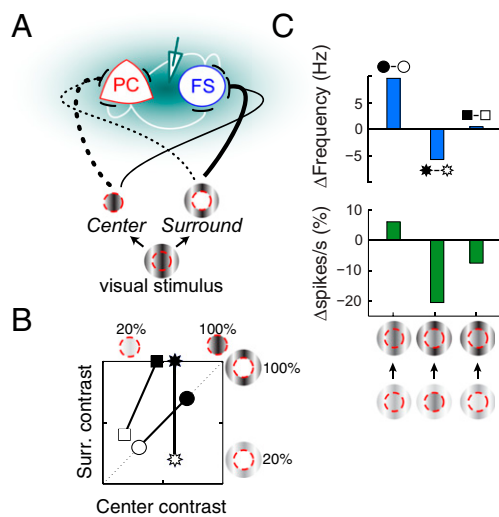 A
PC
FS
Center
Surround
visual stimulus
B
20%
100%
100%
20%
Surr. contrast
Center contrast
C
ΔFrequency (Hz)
10
5
0
−5
Δspikes/s (%)
10
0
−10
−20